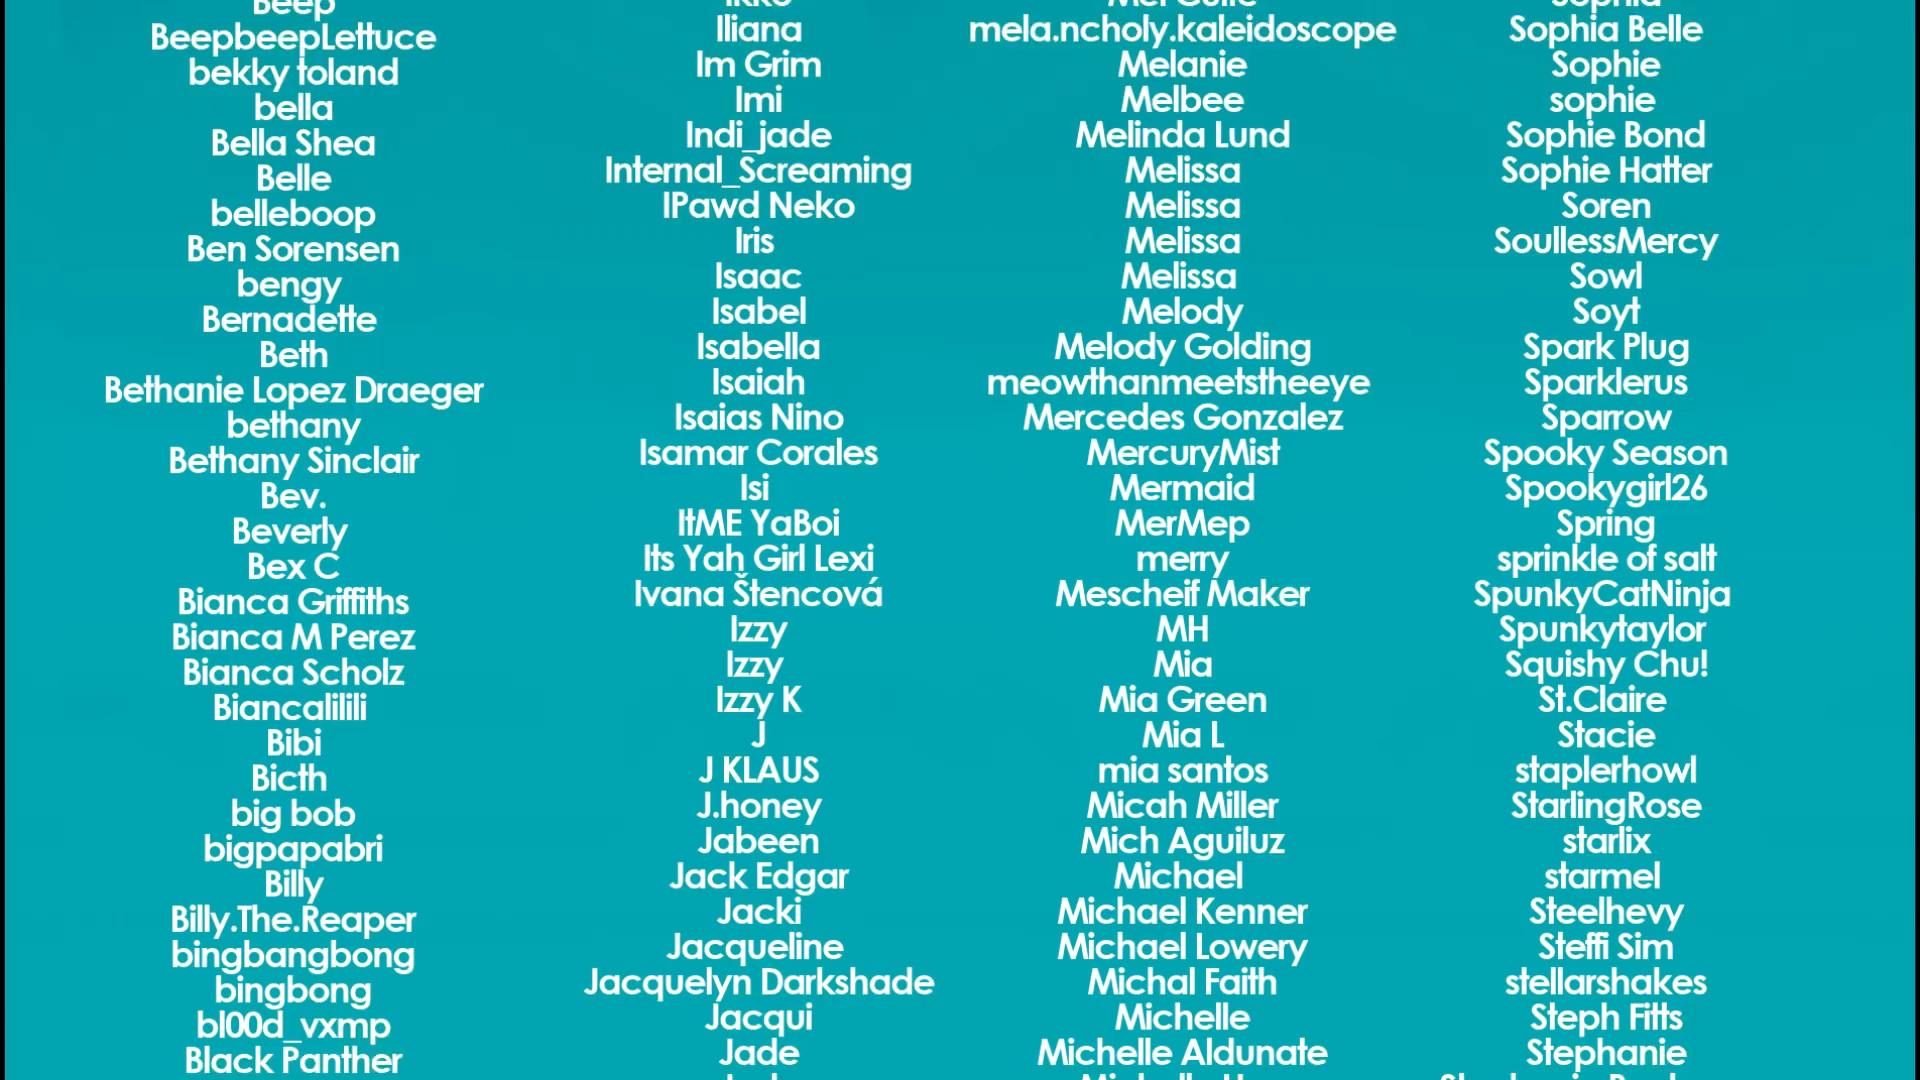 Beep
BeepbeepLettuce
bekky toland
bella
Bella Shea
Belle
belleboop
Ben Sorensen
bengy
Bernadette
Beth
Bethanie Lopez Draeger
bethany
Bethany Sinclair
Bev.
Beverly
Bex C
Bianca Griffiths
Bianca M Perez
Bianca Scholz
Biancalilili
Bibi
Bicth
big bob
bigpapabri
Billy
Billy.The.Reaper
bingbangbong
bingbong
bl00d_vxmp
Black Panther
Iliana
Im Grim
Imi
Indi_jade
Internal_Screaming
IPawd Neko
Iris
Isaac
Isabel
Isabella
Isaiah
Isaias Nino
Isamar Corales
Isi
ItME YaBoi
Its Yah Girl Lexi
Ivana Štencová
Izzy
Izzy
Izzy K
J
J KLAUS
J.honey
Jabeen
Jack Edgar
Jacki
Jacqueline
Jacquelyn Darkshade
Jacqui
Jade
mela.ncholy.kaleidoscope
Melanie
Melbee
Melinda Lund
Melissa
Melissa
Melissa
Melissa
Melody
Melody Golding
meowthanmeetstheeye
Mercedes Gonzalez
MercuryMist
Mermaid
MerMep
merry
Mescheif Maker
MH
Mia
Mia Green
Mia L
mia santos
Micah Miller
Mich Aguiluz
Michael
Michael Kenner
Michael Lowery
Michal Faith
Michelle
Michelle Aldunate
Sophia
Sophia Belle
Sophie
sophie
Sophie Bond
Sophie Hatter
Soren
SoullessMercy
Sowl
Soyt
Spark Plug
Sparklerus
Sparrow
Spooky Season
Spookygirl26
Spring
sprinkle of salt
SpunkyCatNinja
Spunkytaylor
Squishy Chu!
St.Claire
Stacie
staplerhowl
StarlingRose
starlix
starmel
Steelhevy
Steffi Sim
stellarshakes
Steph Fitts
Stephanie